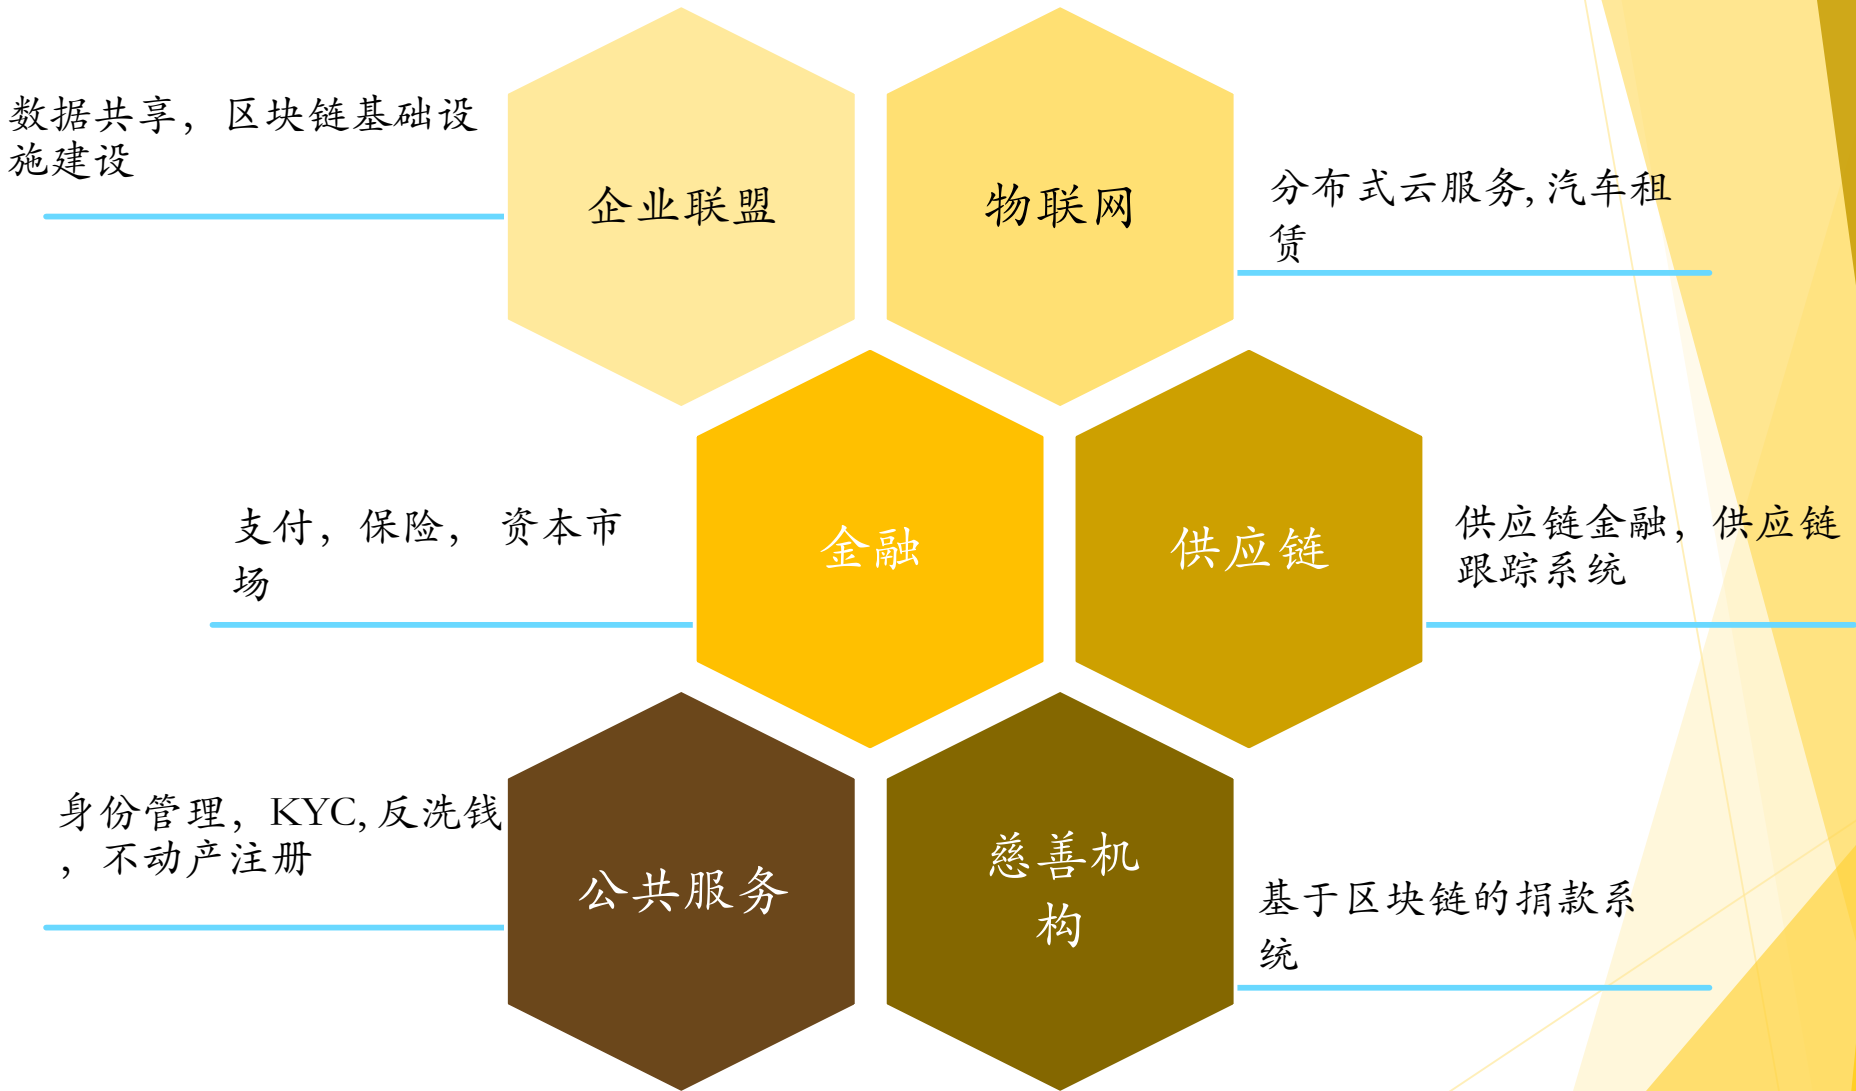 数据共享，区块链基础设
施建设
企业联盟
物联网
分布式云服务,汽车租
赁
支付，保险， 资本市
场
金融
供应链
供应链金融，供应链
跟踪系统
身份管理，KYC,反洗钱
，不动产注册
公共服务
慈善机
构
基于区块链的捐款系
统